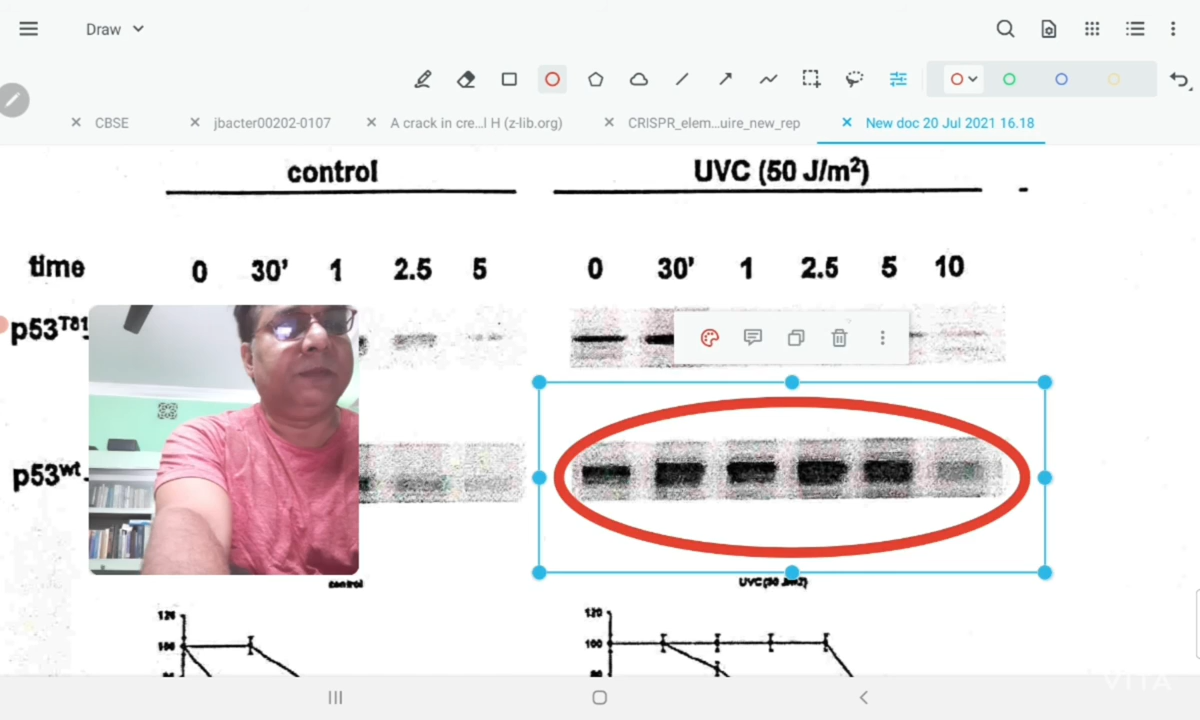 Draw
CBSE
jbacter00202-0107
A crack in cre...l H (z-lib.org)
CRISPR_elem...uire_new_rep
New doc 20 Jul 2021 16.18
control
UVC (50 J/m²)
time
0 30' 1 2.5 5
0 30' 1 2.5 5 10
p53ᵀ⁸¹
p53ʷᵗ
control
UVC (50 J/m2)
120
100
120
100
80
VITA